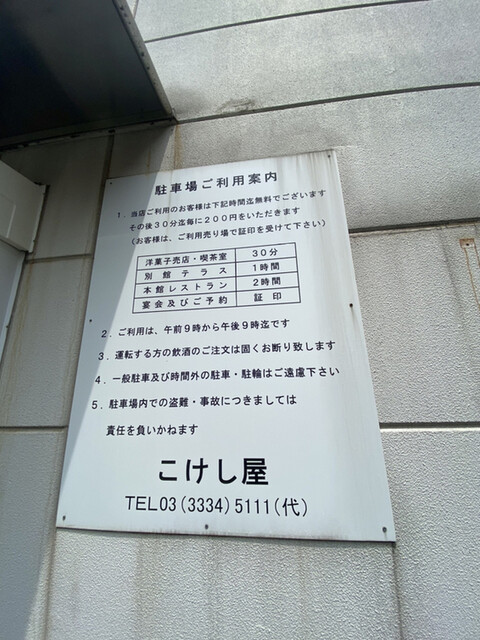 駐車場ご利用案内
1．当店ご利用のお客様は下記時間迄無料でございます
その後30分迄毎に200円をいただきます
(お客様は、ご利用売り場で証印を受けて下さい)
洋菓子売店・喫茶室 30分
別館テラス 1時間
本館レストラン 2時間
宴会及びご予約 証印
2．ご利用は、午前9時から午後9時迄です
3．運転する方の飲酒のご注文は固くお断り致します
4．一般駐車及び時間外の駐車・駐輪はご遠慮下さい
5．駐車場内での盗難・事故につきましては
責任を負いかねます
こけし屋
TEL03(3334)5111(代)